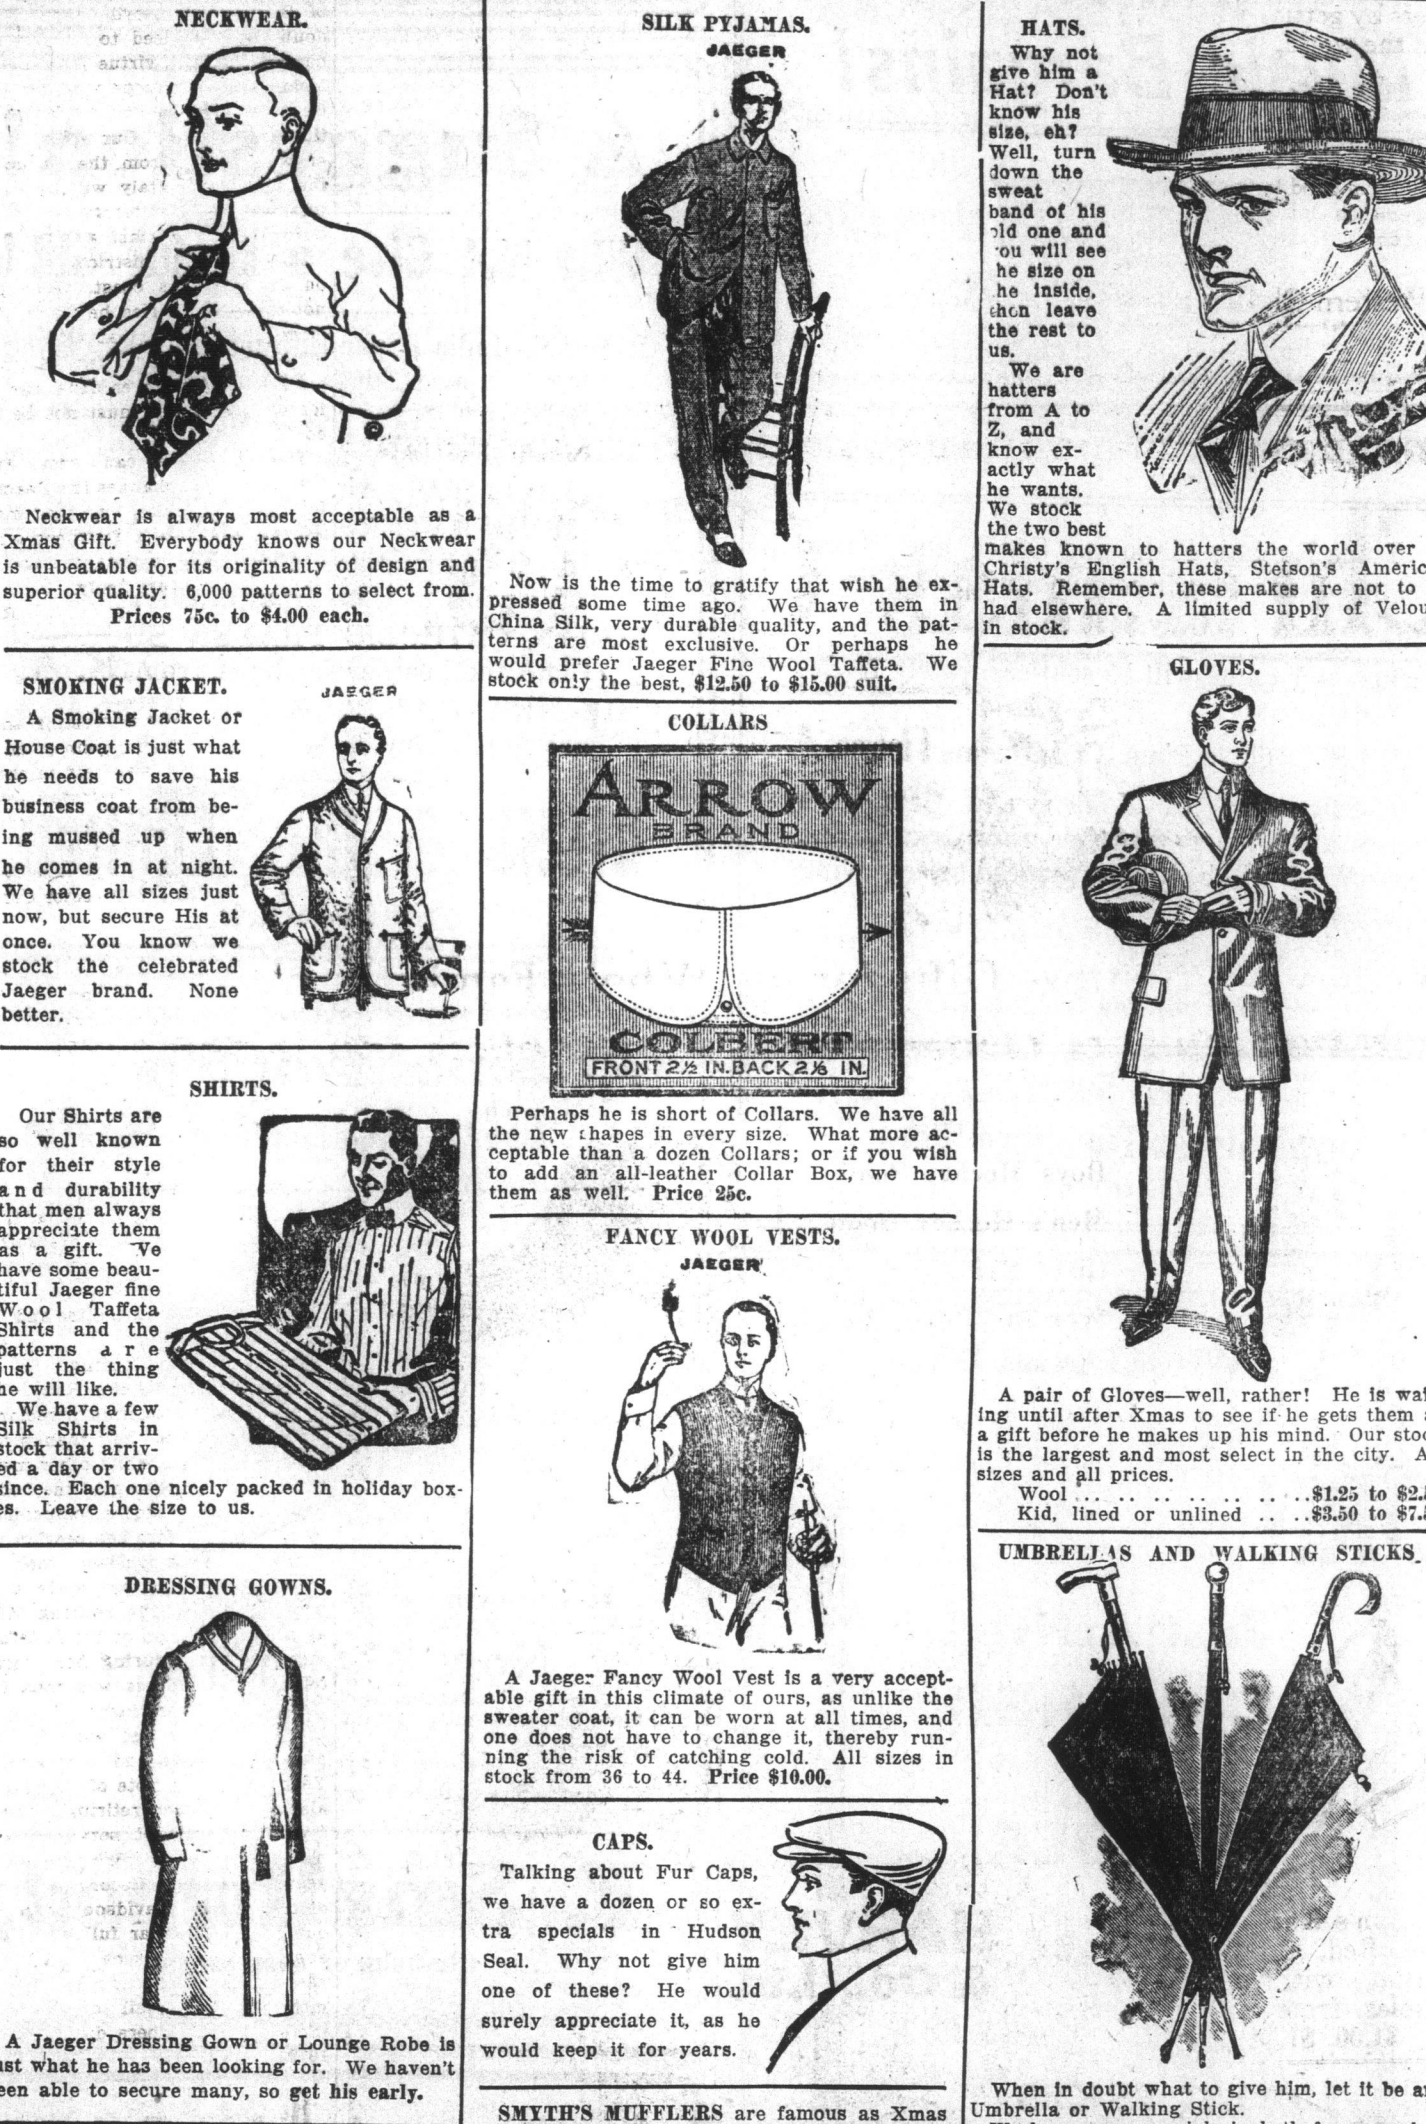 NECKWEAR.
Neckwear is always most acceptable as a
Xmas Gift. Everybody knows our Neckwear
is unbeatable for its originality of design and
superior quality. 6,000 patterns to select from.
Prices 75c. to $4.00 each.
SMOKING JACKET.
JAEGER
A Smoking Jacket or
House Coat is just what
he needs to save his
business coat from be-
ing mussed up when
he comes in at night.
We have all sizes just
now, but secure His at
once. You know we
stock the celebrated
Jaeger brand. None
better.
SHIRTS.
Our Shirts are
so well known
for their style
and durability
that men always
appreciate them
as a gift. We
have some beau-
tiful Jaeger fine
Wool Taffeta
Shirts and the
patterns are
just the thing
he will like.
We have a few
Silk Shirts in
stock that arriv-
ed a day or two
since. Each one nicely packed in holiday box-
es. Leave the size to us.
DRESSING GOWNS.
A Jaeger Dressing Gown or Lounge Robe is
ust what he has been looking for. We haven't
een able to secure many, so get his early.
SILK PYJAMAS.
JAEGER
Now is the time to gratify that wish he ex-
pressed some time ago. We have them in
China Silk, very durable quality, and the pat-
terns are most exclusive. Or perhaps he
would prefer Jaeger Fine Wool Taffeta. We
stock only the best, $12.50 to $15.00 suit.
COLLARS
ARROW
BRAND
COLBERT
FRONT 2½ IN. BACK 2⅛ IN.
Perhaps he is short of Collars. We have all
the new shapes in every size. What more ac-
ceptable than a dozen Collars; or if you wish
to add an all-leather Collar Box, we have
them as well. Price 25c.
FANCY WOOL VESTS.
JAEGER
A Jaeger Fancy Wool Vest is a very accept-
able gift in this climate of ours, as unlike the
sweater coat, it can be worn at all times, and
one does not have to change it, thereby run-
ning the risk of catching cold. All sizes in
stock from 36 to 44. Price $10.00.
CAPS.
Talking about Fur Caps,
we have a dozen or so ex-
tra specials in Hudson
Seal. Why not give him
one of these? He would
surely appreciate it, as he
would keep it for years.
SMYTH'S MUFFLERS are famous as Xmas
HATS.
Why not
give him a
Hat? Don't
know his
size, eh?
Well, turn
down the
sweat
band of his
old one and
you will see
he size on
he inside,
then leave
the rest to
us.
We are
hatters
from A to
Z, and
know ex-
actly what
he wants.
We stock
the two best
makes known to hatters the world over
Christy's English Hats, Stetson's Americ
Hats. Remember, these makes are not to
had elsewhere. A limited supply of Velou
in stock.
GLOVES.
A pair of Gloves—well, rather! He is wai
ing until after Xmas to see if he gets them
a gift before he makes up his mind. Our stoc
is the largest and most select in the city. A
sizes and all prices.
Wool ... .. .. .. .. .. .. ..$1.25 to $2.
Kid, lined or unlined .. ..$3.50 to $7.
UMBRELLAS AND WALKING STICKS.
When in doubt what to give him, let it be a
Umbrella or Walking Stick.